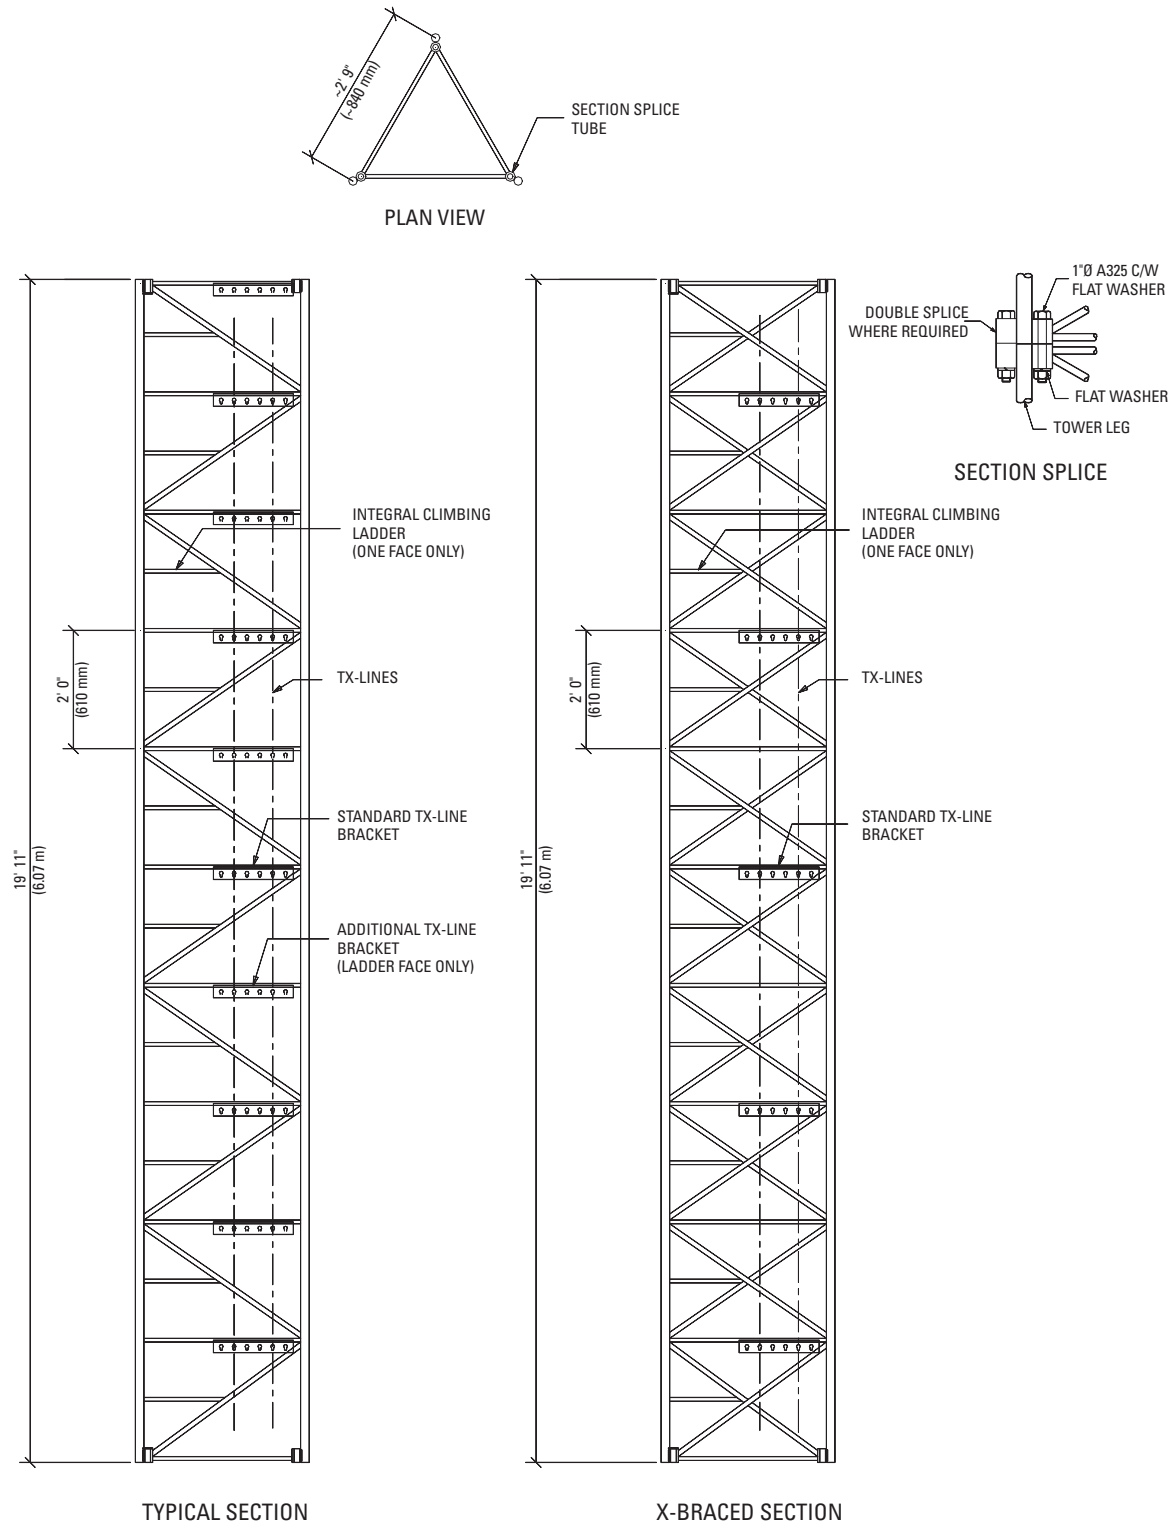 ~2' 9"
(~840 mm)
SECTION SPLICE
TUBE
PLAN VIEW
1"Ø A325 C/W
FLAT WASHER
DOUBLE SPLICE
WHERE REQUIRED
FLAT WASHER
TOWER LEG
SECTION SPLICE
INTEGRAL CLIMBING
LADDER
(ONE FACE ONLY)
2' 0"
(610 mm)
TX-LINES
STANDARD TX-LINE
BRACKET
19' 11"
(6.07 m)
ADDITIONAL TX-LINE
BRACKET
(LADDER FACE ONLY)
TYPICAL SECTION
INTEGRAL CLIMBING
LADDER
(ONE FACE ONLY)
2' 0"
(610 mm)
TX-LINES
STANDARD TX-LINE
BRACKET
19' 11"
(6.07 m)
X-BRACED SECTION